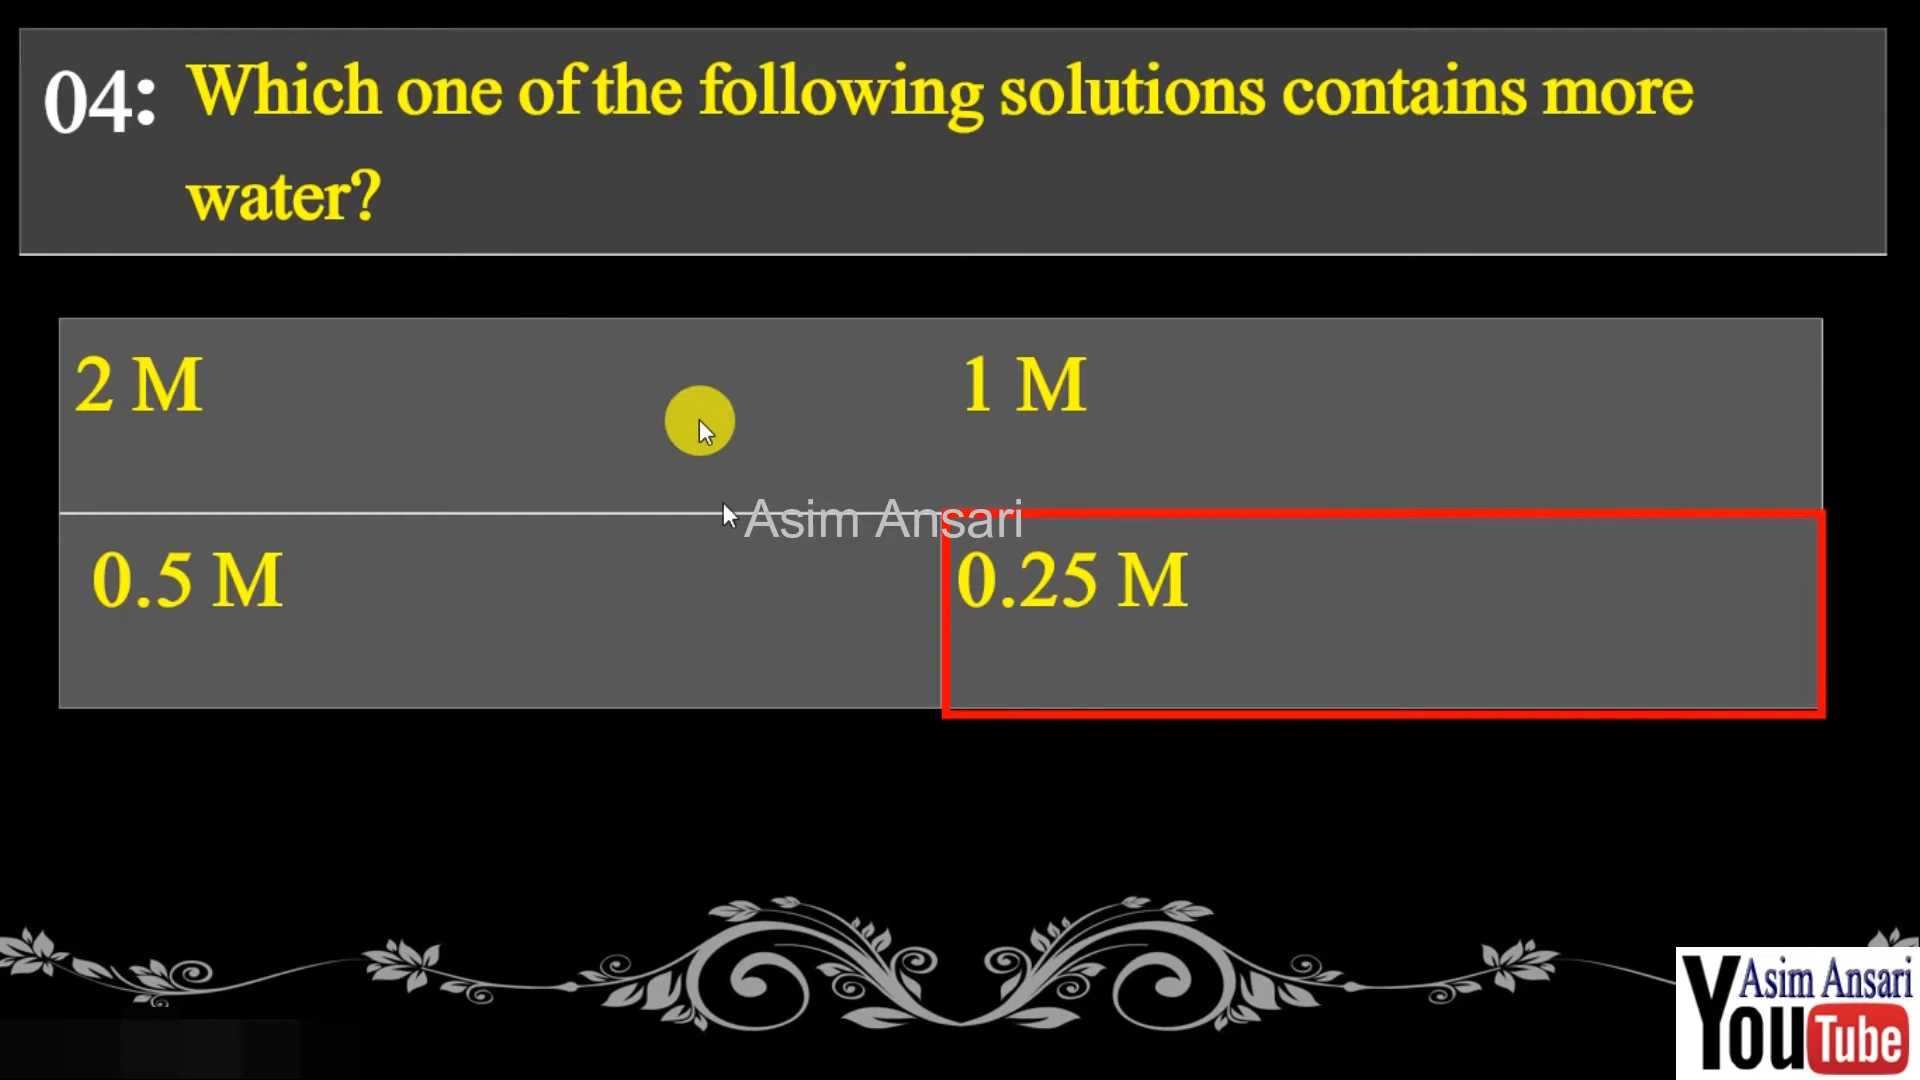 04: Which one of the following solutions contains more
water?
2 M
1 M
Asim Ansari
0.5 M
0.25 M
Asim Ansari
YouTube